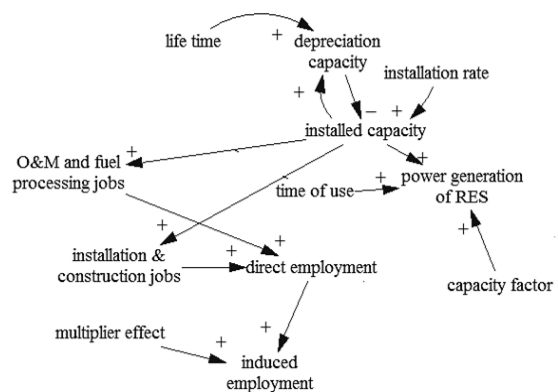 life time
+
depreciation
capacity
installation rate
+
−
+
installed capacity
+
O&M and fuel
processing jobs
+
power generation
of RES
time of use
+
+
+
installation &
construction jobs
+
+
direct employment
capacity factor
multiplier effect
+
+
induced
employment